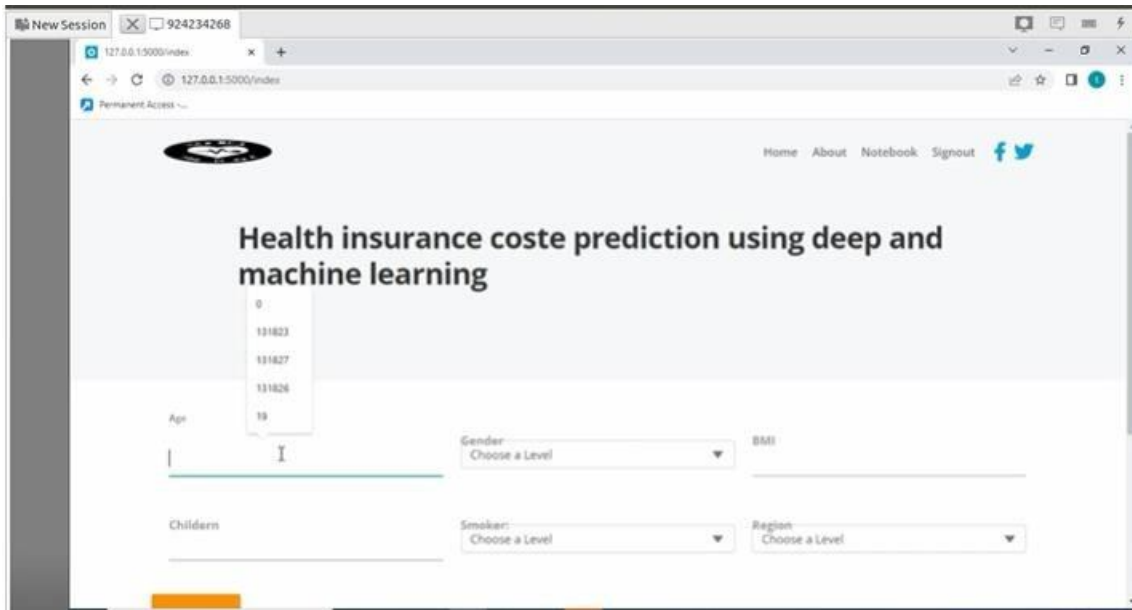 New Session
924234268
127.0.0.1:5000/index
127.0.0.1:5000/index
Permanent Access -...
Home About Notebook Signout
Health insurance coste prediction using deep and
machine learning
0
131823
131827
131826
19
Age
Gender
Choose a Level
BMI
Childern
Smoker:
Choose a Level
Region
Choose a Level